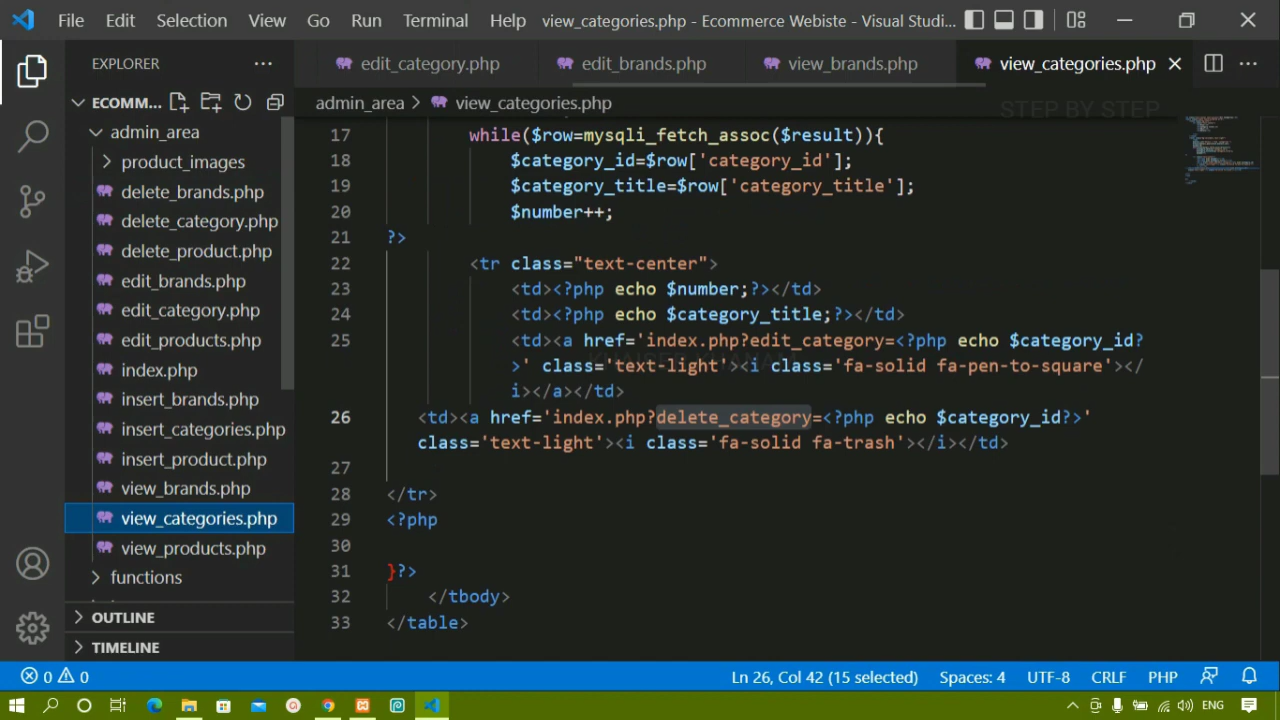 File Edit Selection View Go Run Terminal Help view_categories.php - Ecommerce Webiste - Visual Studi...
EXPLORER ...
edit_category.php edit_brands.php view_brands.php view_categories.php
ECOMM...
admin_area > view_categories.php
STEP BY STEP
admin_area
product_images
delete_brands.php
delete_category.php
delete_product.php
edit_brands.php
edit_category.php
edit_products.php
index.php
insert_brands.php
insert_categories.php
insert_product.php
view_brands.php
view_categories.php
view_products.php
functions
OUTLINE
TIMELINE
17 while($row=mysqli_fetch_assoc($result)){
18 $category_id=$row['category_id'];
19 $category_title=$row['category_title'];
20 $number++;
21 ?>
22 <tr class="text-center">
23 <td><?php echo $number;?></td>
24 <td><?php echo $category_title;?></td>
25 <td><a href='index.php?edit_category=<?php echo $category_id?
>' class='text-light'><i class='fa-solid fa-pen-to-square'></
i></a></td>
KHAISER KHANAM
26 <td><a href='index.php?delete_category=<?php echo $category_id?>'
class='text-light'><i class='fa-solid fa-trash'></i></td>
27
28 </tr>
29 <?php
30
31 }?>
32 </tbody>
33 </table>
0 0 Ln 26, Col 42 (15 selected) Spaces: 4 UTF-8 CRLF PHP
ENG